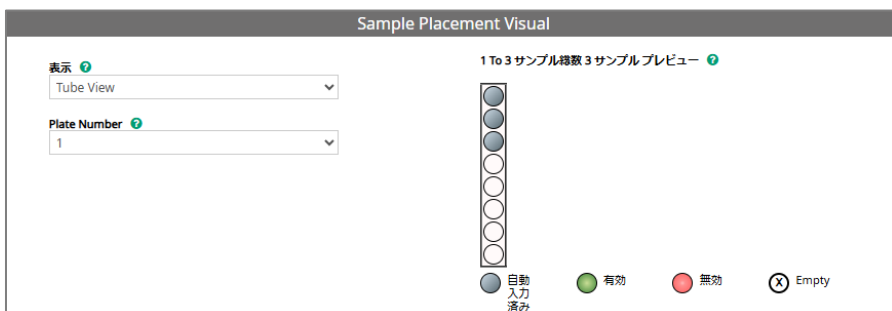 Sample Placement Visual
表示 ?
Tube View
Plate Number ?
1
1 To 3 サンプル総数 3 サンプル プレビュー ?
自動
入力
済み
有効
無効
X Empty